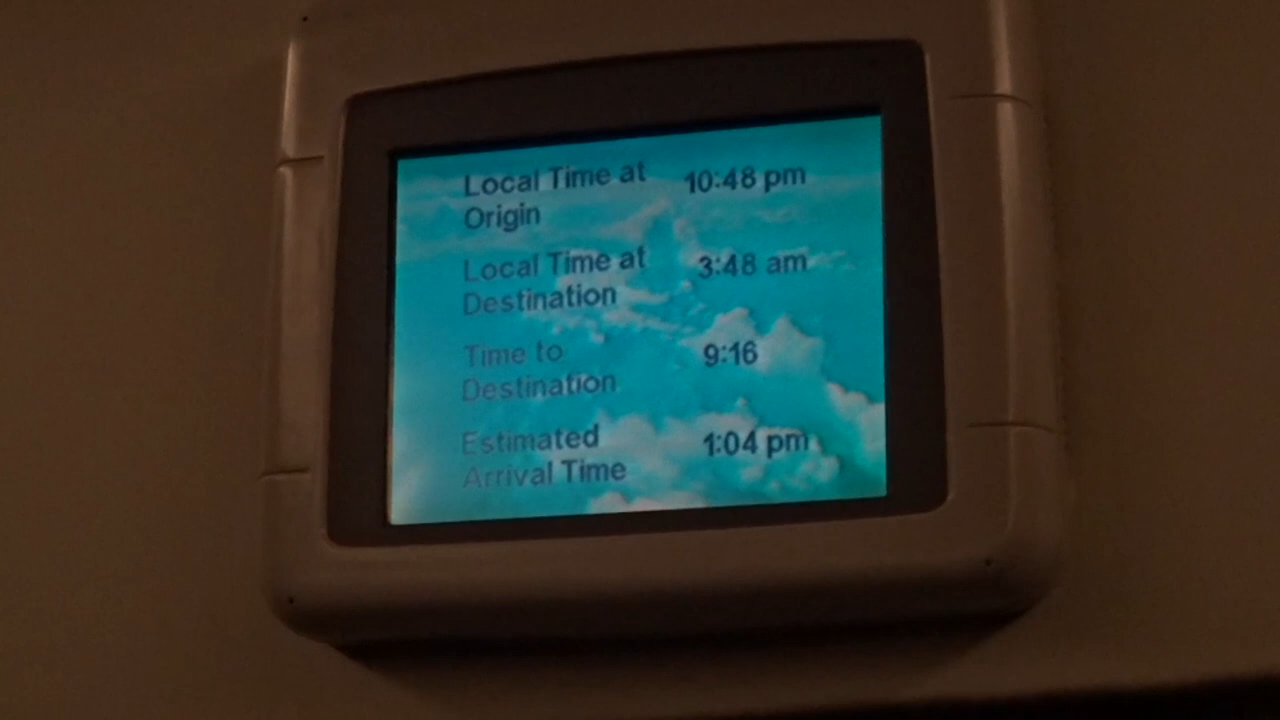 Local Time at 10:48 pm
Origin
Local Time at 3:48 am
Destination
Time to 9:16
Destination
Estimated 1:04 pm
Arrival Time